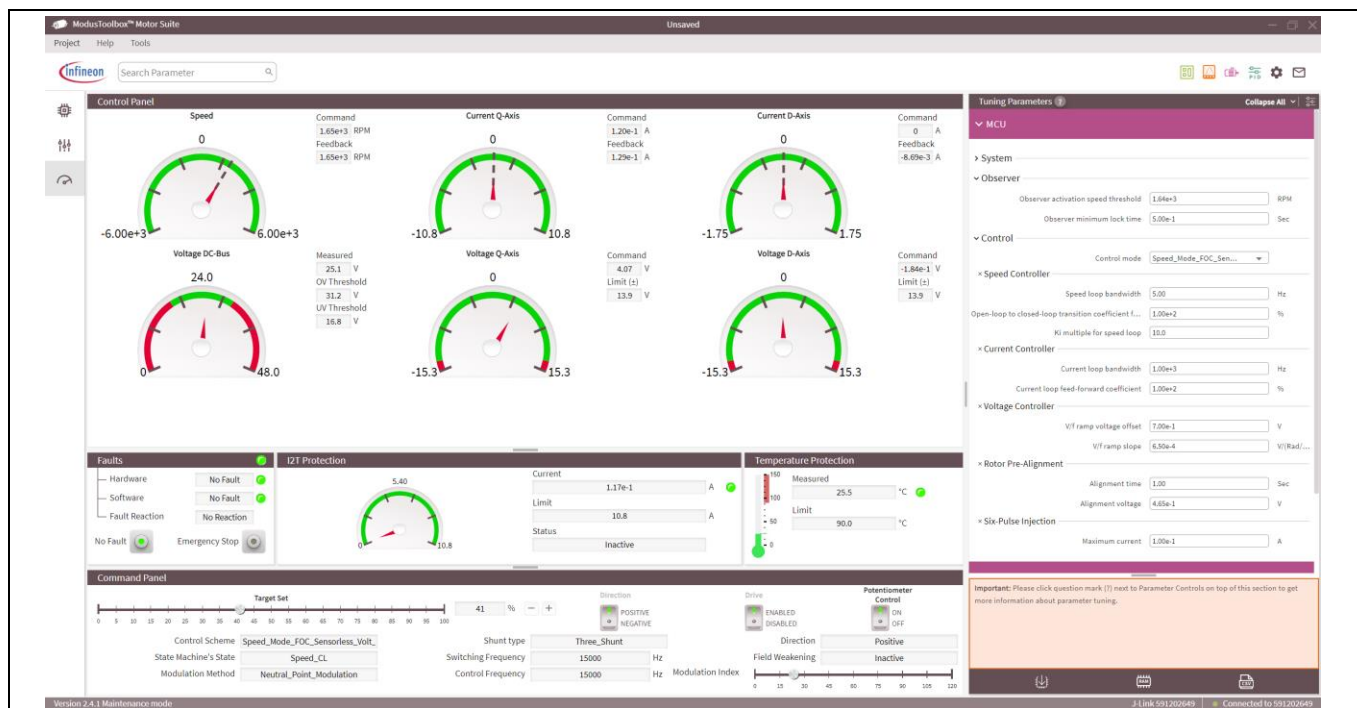 ModusToolbox™ Motor Suite
Unsaved
Project Help Tools
infineon
Search Parameter
PID
Control Panel
Speed
0
-6.00e+3
6.00e+3
Command
1.65e+3 RPM
Feedback
1.65e+3 RPM
Current Q-Axis
0
-10.8
10.8
Command
1.20e-1 A
Feedback
1.29e-1 A
Current D-Axis
0
-1.75
1.75
Command
0 A
Feedback
-8.69e-3 A
Voltage DC-Bus
24.0
0
48.0
Measured
25.1 V
OV Threshold
31.2 V
UV Threshold
16.8 V
Voltage Q-Axis
0
-15.3
15.3
Command
4.07 V
Limit (±)
13.9 V
Voltage D-Axis
0
-15.3
15.3
Command
-1.84e-1 V
Limit (±)
13.9 V
Faults
Hardware No Fault
Software No Fault
Fault Reaction No Reaction
No Fault Emergency Stop
I2T Protection
5.40
0
10.8
Current
1.17e-1 A
Limit
10.8 A
Status
Inactive
Temperature Protection
150
100
50
0
Measured
25.5 °C
Limit
90.0 °C
Command Panel
Target Set
0 5 10 15 20 25 30 35 40 45 50 55 60 65 70 75 80 85 90 95 100
41 % − +
Direction
POSITIVE
NEGATIVE
Drive
ENABLED
DISABLED
Potentiometer
Control
ON
OFF
Control Scheme Speed_Mode_FOC_Sensorless_Volt_
Shunt type Three_Shunt
Direction Positive
State Machine's State Speed_CL
Switching Frequency 15000 Hz
Field Weakening Inactive
Modulation Method Neutral_Point_Modulation
Control Frequency 15000 Hz
Modulation Index
0 15 30 45 60 75 90 105 120
Tuning Parameters ? Collapse All
MCU
System
Observer
Observer activation speed threshold 1.64e+3 RPM
Observer minimum lock time 5.00e-1 Sec
Control
Control mode Speed_Mode_FOC_Sen...
Speed Controller
Speed loop bandwidth 5.00 Hz
Open-loop to closed-loop transition coefficient f... 1.00e+2 %
Ki multiple for speed loop 10.0
Current Controller
Current loop bandwidth 1.00e+3 Hz
Current loop feed-forward coefficient 1.00e+2 %
Voltage Controller
V/f ramp voltage offset 7.00e-1 V
V/f ramp slope 6.50e-4 V/(Rad/...
Rotor Pre-Alignment
Alignment time 1.00 Sec
Alignment voltage 4.65e-1 V
Six-Pulse Injection
Maximum current 1.00e-1 A
Important: Please click question mark (?) next to Parameter Controls on top of this section to get
more information about parameter tuning.
RAM
CSV
Version 2.4.1 Maintenance mode
J-Link 591202649 Connected to 591202649